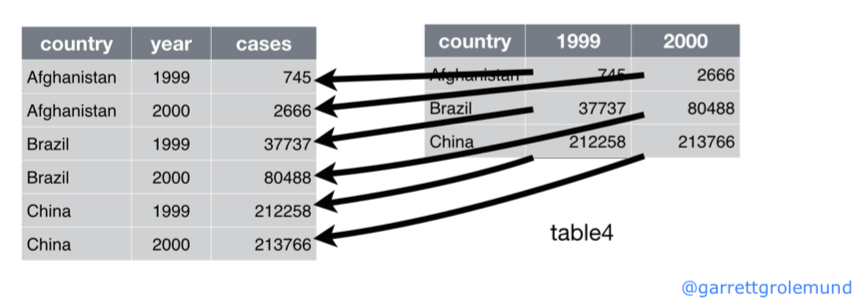 country year cases
Afghanistan 1999 745
Afghanistan 2000 2666
Brazil 1999 37737
Brazil 2000 80488
China 1999 212258
China 2000 213766
country 1999 2000
Afghanistan 745 2666
Brazil 37737 80488
China 212258 213766
table4
@garrettgrolemund